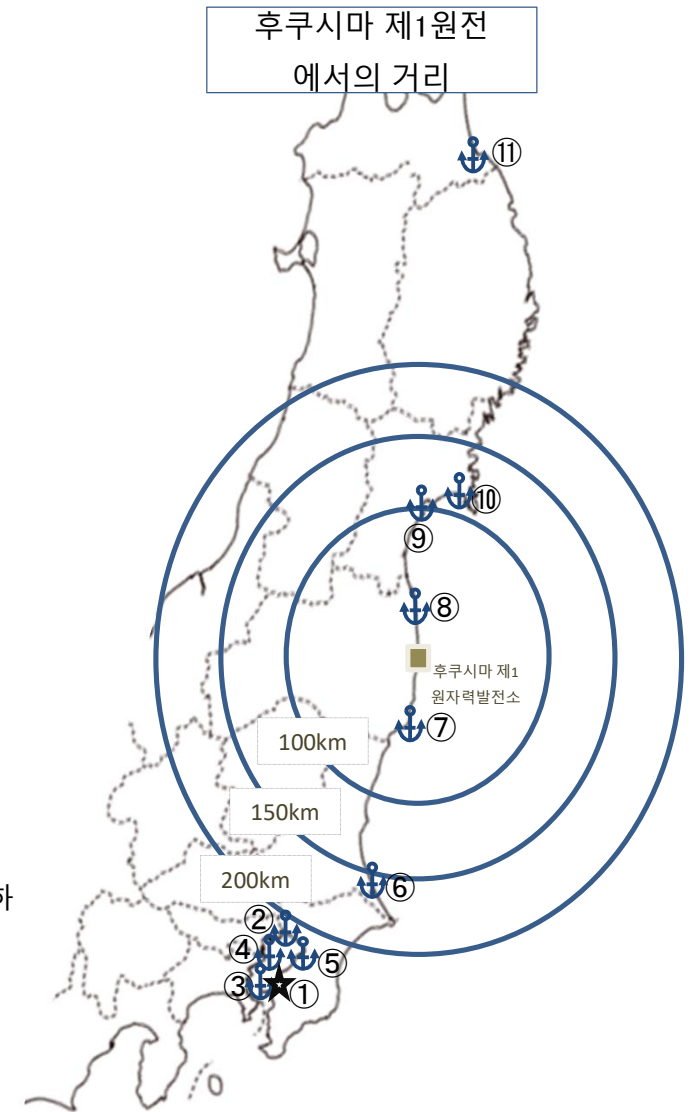 후쿠시마 제1원전
에서의 거리
⑪
⑩
⑨
⑧
후쿠시마 제1
원자력발전소
⑦
100km
150km
200km
⑥
하
②
④
⑤
③
①